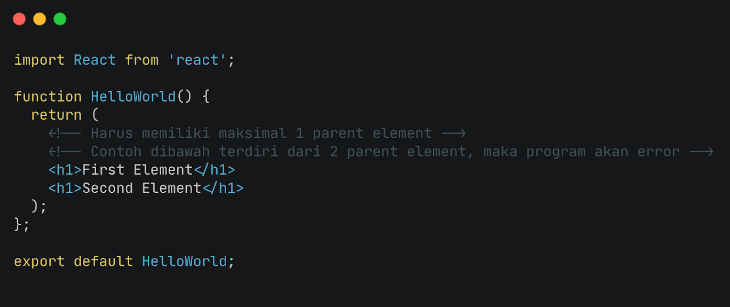 import React from 'react';
function HelloWorld() {
return (
<!-- Harus memiliki maksimal 1 parent element -->
<!-- Contoh dibawah terdiri dari 2 parent element, maka program akan error -->
<h1>First Element</h1>
<h1>Second Element</h1>
);
};
export default HelloWorld;